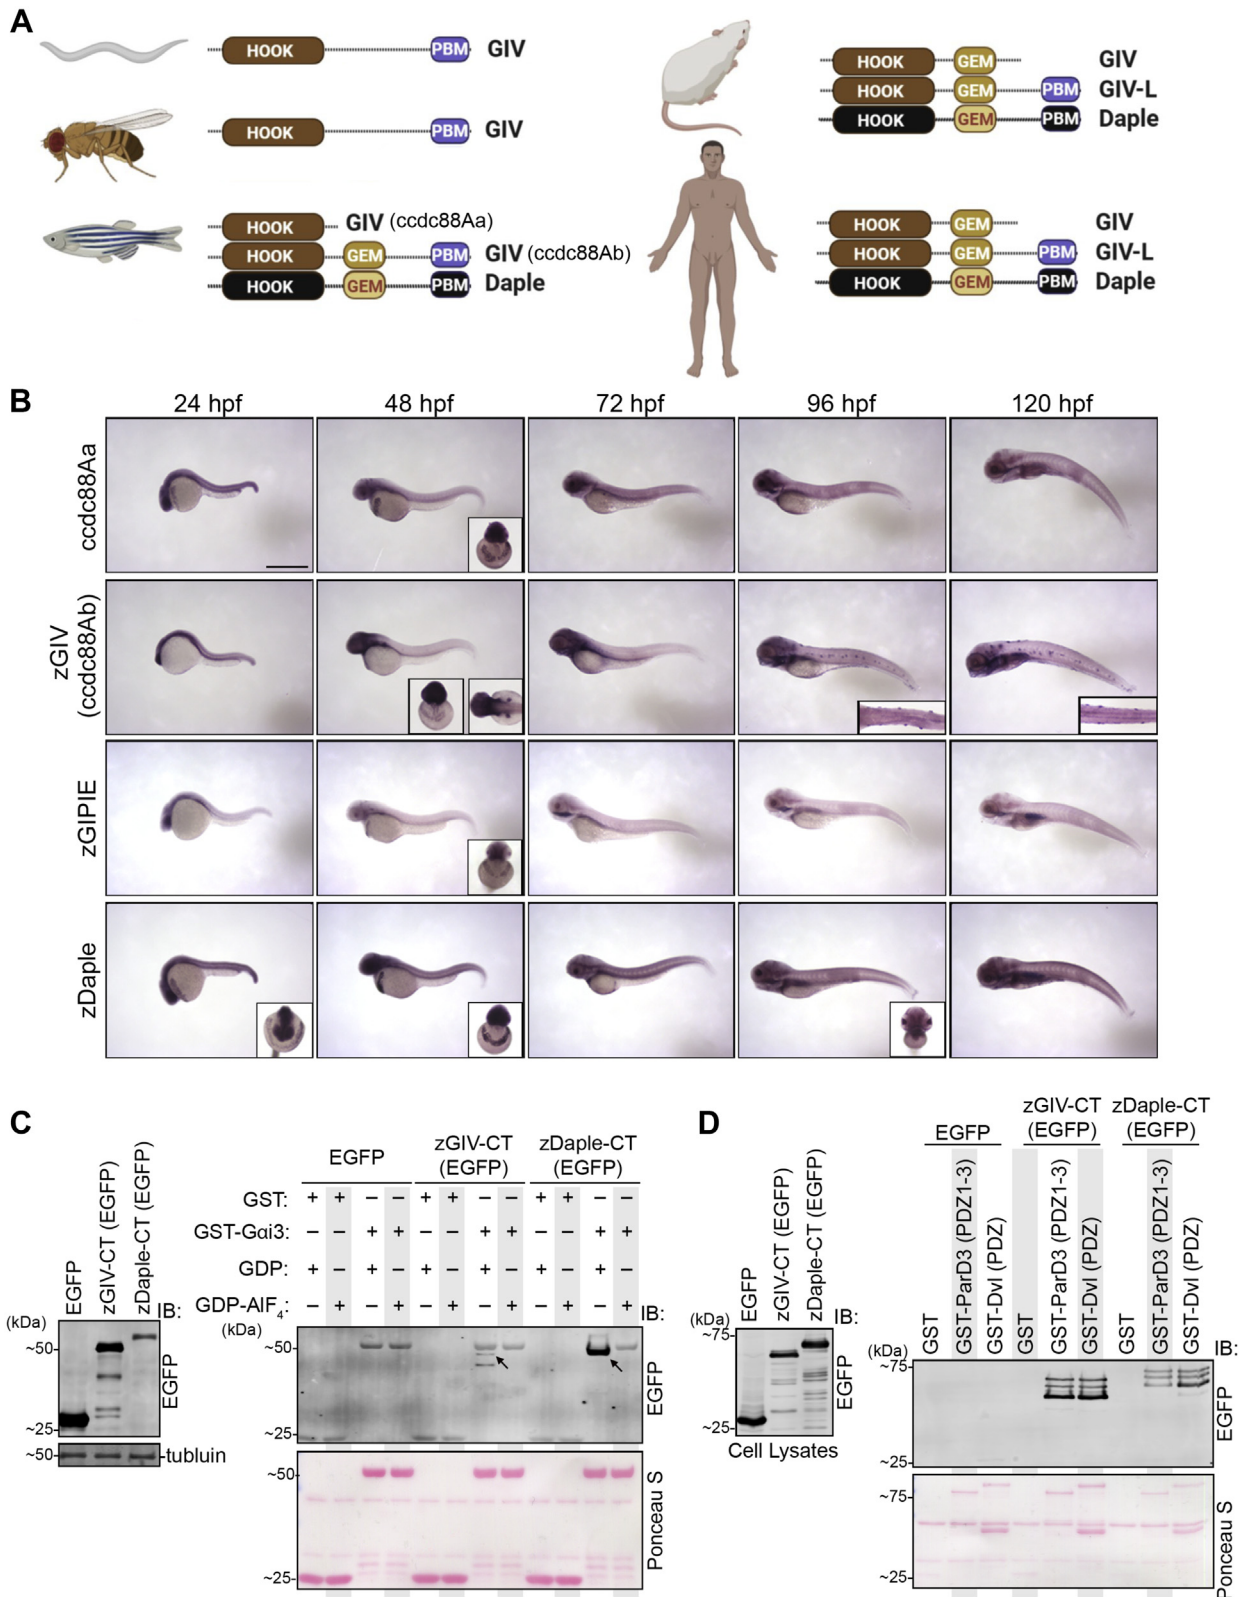 A
HOOK PBM GIV
HOOK PBM GIV
HOOK GIV (ccdc88Aa)
HOOK GEM PBM GIV (ccdc88Ab)
HOOK GEM PBM Daple
HOOK GEM GIV
HOOK GEM PBM GIV-L
HOOK GEM PBM Daple
HOOK GEM GIV
HOOK GEM PBM GIV-L
HOOK GEM PBM Daple
B
24 hpf 48 hpf 72 hpf 96 hpf 120 hpf
ccdc88Aa
zGIV
(ccdc88Ab)
zGIPIE
zDaple
C
EGFP
zGIV-CT (EGFP)
zDaple-CT (EGFP)
IB:
(kDa)
~50
~25
EGFP
~50 -tubluin
EGFP zGIV-CT (EGFP) zDaple-CT (EGFP)
GST: + + – – + + – – + + – –
GST-Gαi3: – – + + – – + + – – + +
GDP: + – + – + – + – + – + –
GDP-AlF4: – + – + – + – + – + – +
(kDa) IB:
~50
~25
EGFP
~50
~25
Ponceau S
D
EGFP
zGIV-CT (EGFP)
zDaple-CT (EGFP)
IB:
(kDa)
~75
~25
EGFP
Cell Lysates
EGFP zGIV-CT (EGFP) zDaple-CT (EGFP)
GST
GST-ParD3 (PDZ1-3)
GST-Dvl (PDZ)
GST
GST-ParD3 (PDZ1-3)
GST-Dvl (PDZ)
GST
GST-ParD3 (PDZ1-3)
GST-Dvl (PDZ)
(kDa) IB:
~75
~25
EGFP
~75
~25
Ponceau S